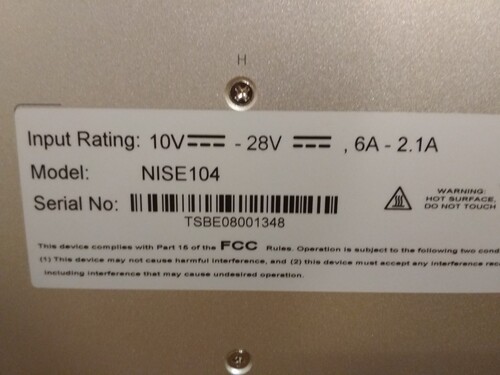 H
Input Rating: 10V⎓ - 28V ⎓ , 6A - 2.1A
Model: NISE104
Serial No:
TSBE08001348
WARNING:
HOT SURFACE,
DO NOT TOUCH
This device complies with Part 15 of the FCC Rules. Operation is subject to the following two cond
(1) This device may not cause harmful interference, and (2) this device must accept any interference rec
including interference that may cause undesired operation.